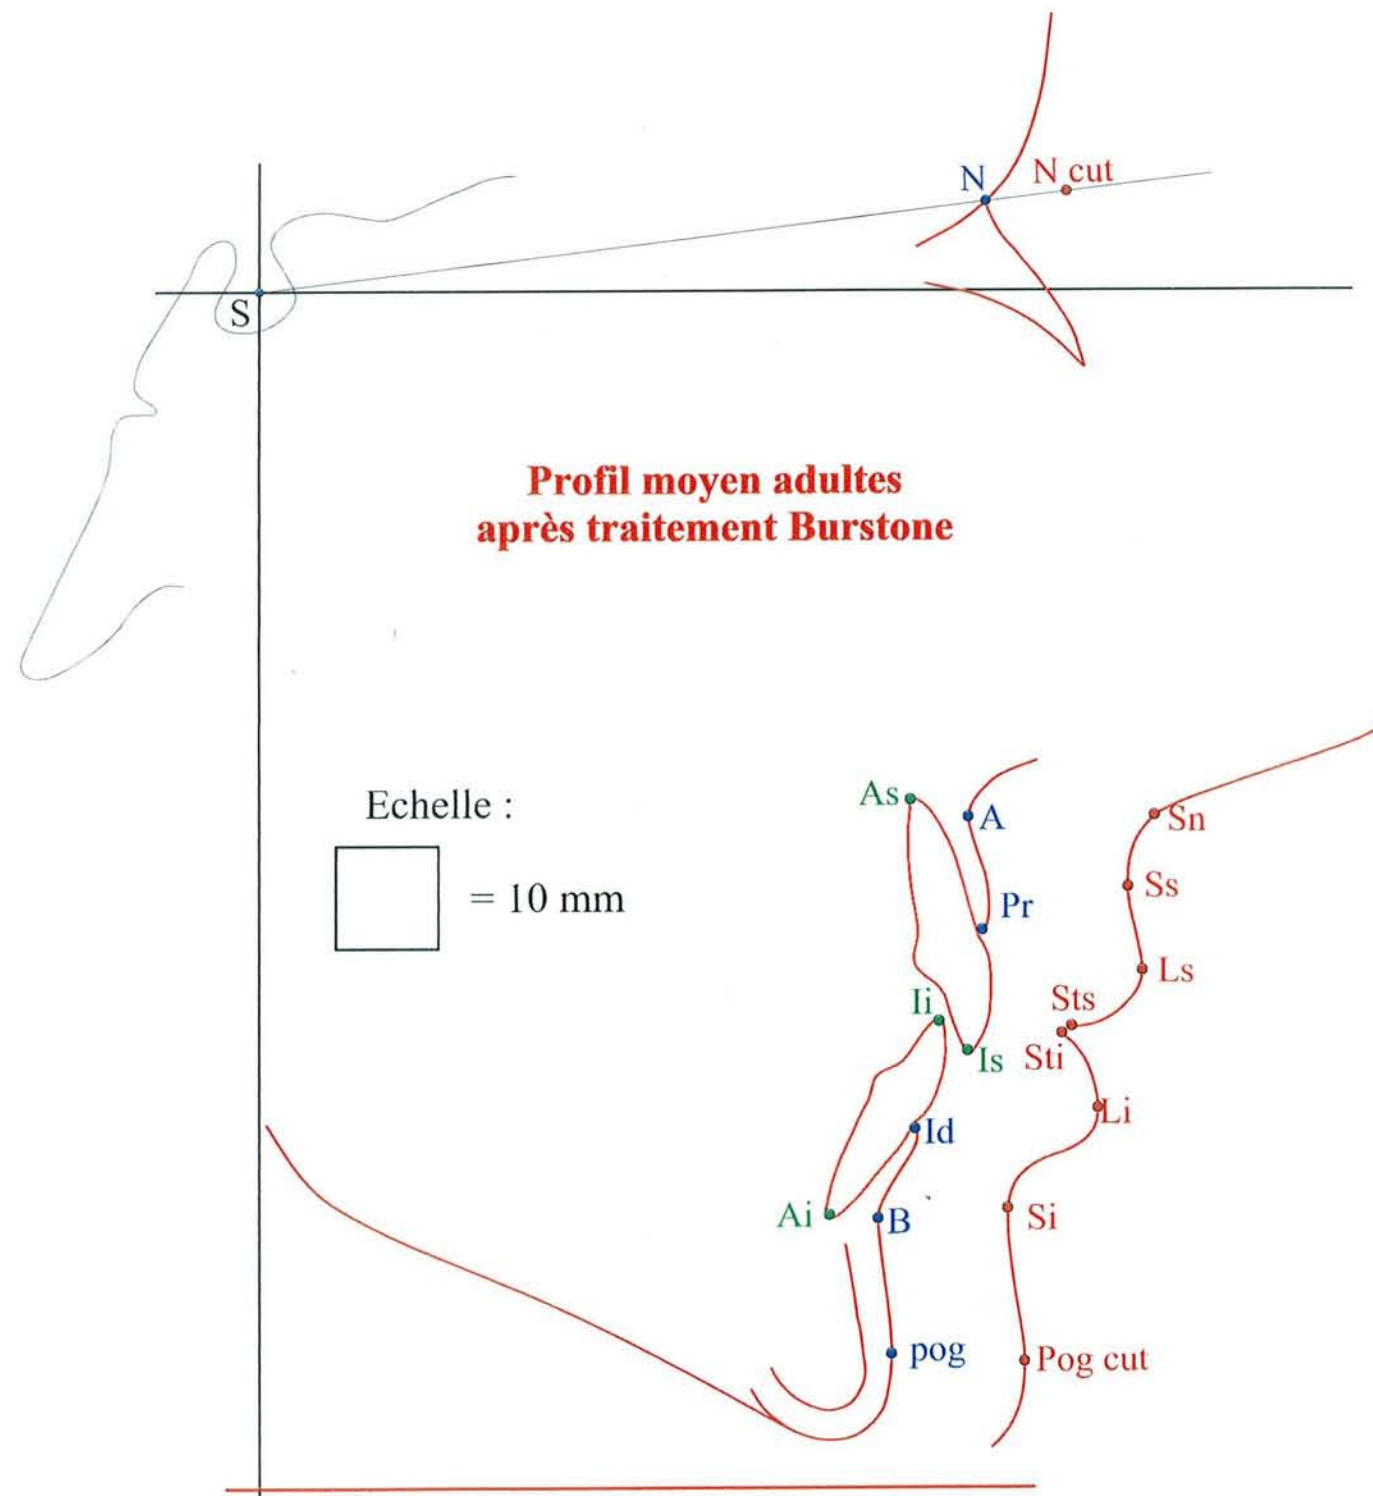 N
N cut
S
Profil moyen adultes
après traitement Burstone
Echelle :
= 10 mm
As
A
Sn
Ss
Pr
Ls
Ii
Sts
Is
Sti
Li
Id
Ai
B
Si
pog
Pog cut